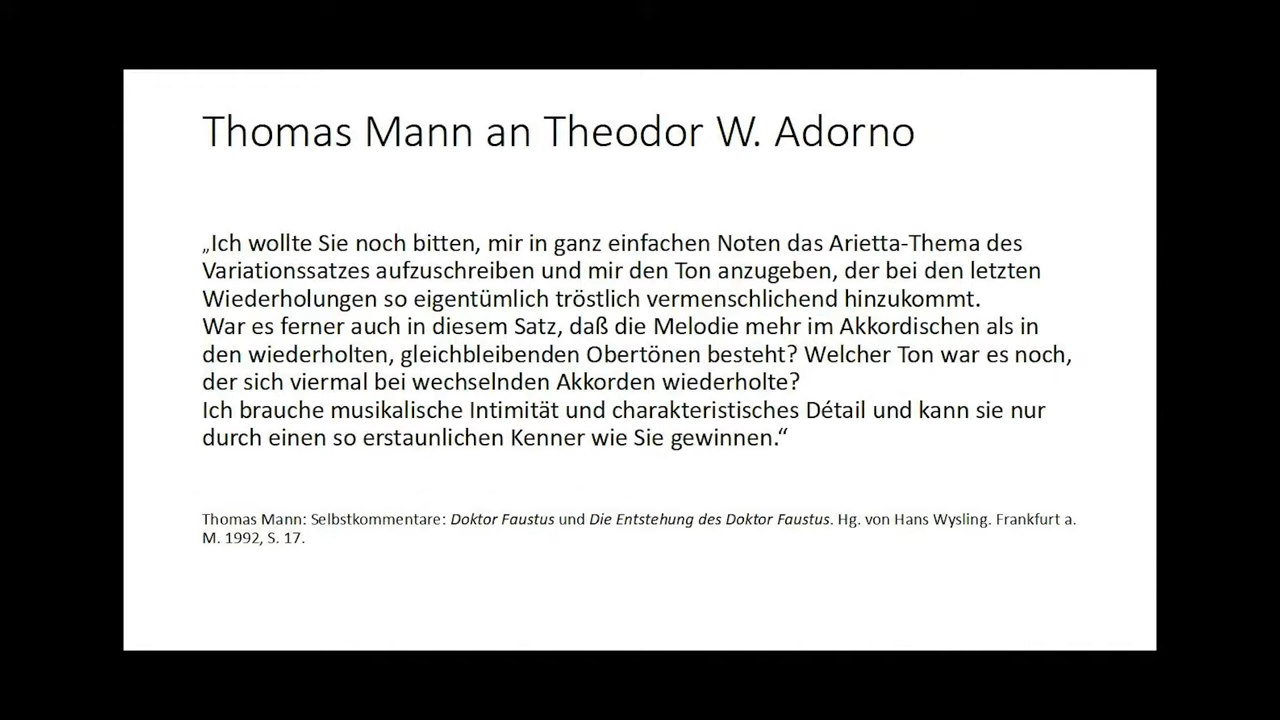 Thomas Mann an Theodor W. Adorno
„Ich wollte Sie noch bitten, mir in ganz einfachen Noten das Arietta-Thema des
Variationssatzes aufzuschreiben und mir den Ton anzugeben, der bei den letzten
Wiederholungen so eigentümlich tröstlich vermenschlichend hinzukommt.
War es ferner auch in diesem Satz, daß die Melodie mehr im Akkordischen als in
den wiederholten, gleichbleibenden Obertönen besteht? Welcher Ton war es noch,
der sich viermal bei wechselnden Akkorden wiederholte?
Ich brauche musikalische Intimität und charakteristisches Détail und kann sie nur
durch einen so erstaunlichen Kenner wie Sie gewinnen.“
Thomas Mann: Selbstkommentare: Doktor Faustus und Die Entstehung des Doktor Faustus. Hg. von Hans Wysling. Frankfurt a.
M. 1992, S. 17.